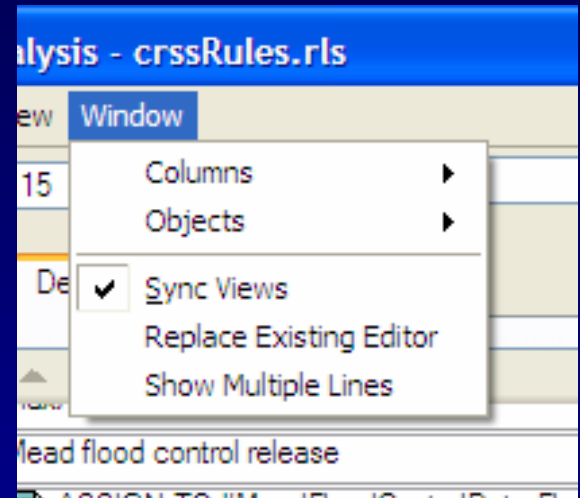 alysis - crssRules.rls
ew Window
15
Columns
Objects
De
Sync Views
Replace Existing Editor
Show Multiple Lines
Mead flood control release